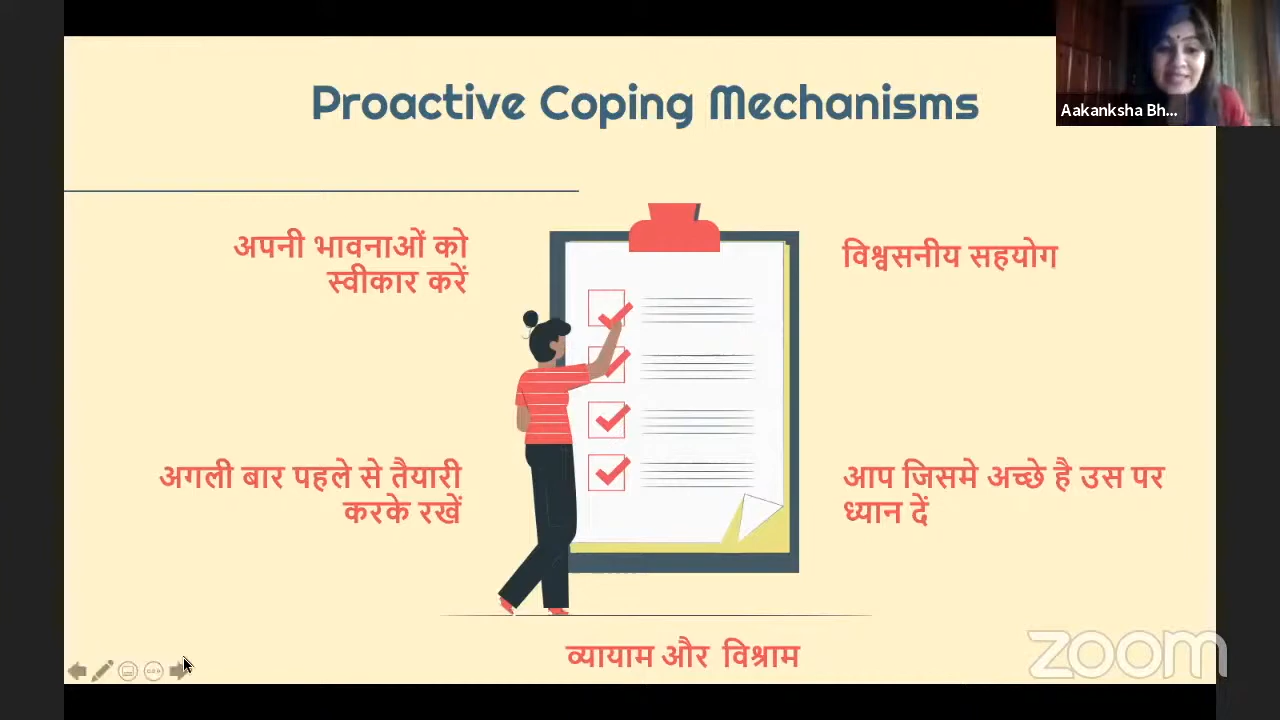 Proactive Coping Mechanisms
Aakanksha Bh...
अपनी भावनाओं को
स्वीकार करें
विश्वसनीय सहयोग
अगली बार पहले से तैयारी
करके रखें
आप जिसमे अच्छे है उस पर
ध्यान दें
व्यायाम और विश्राम
zoom